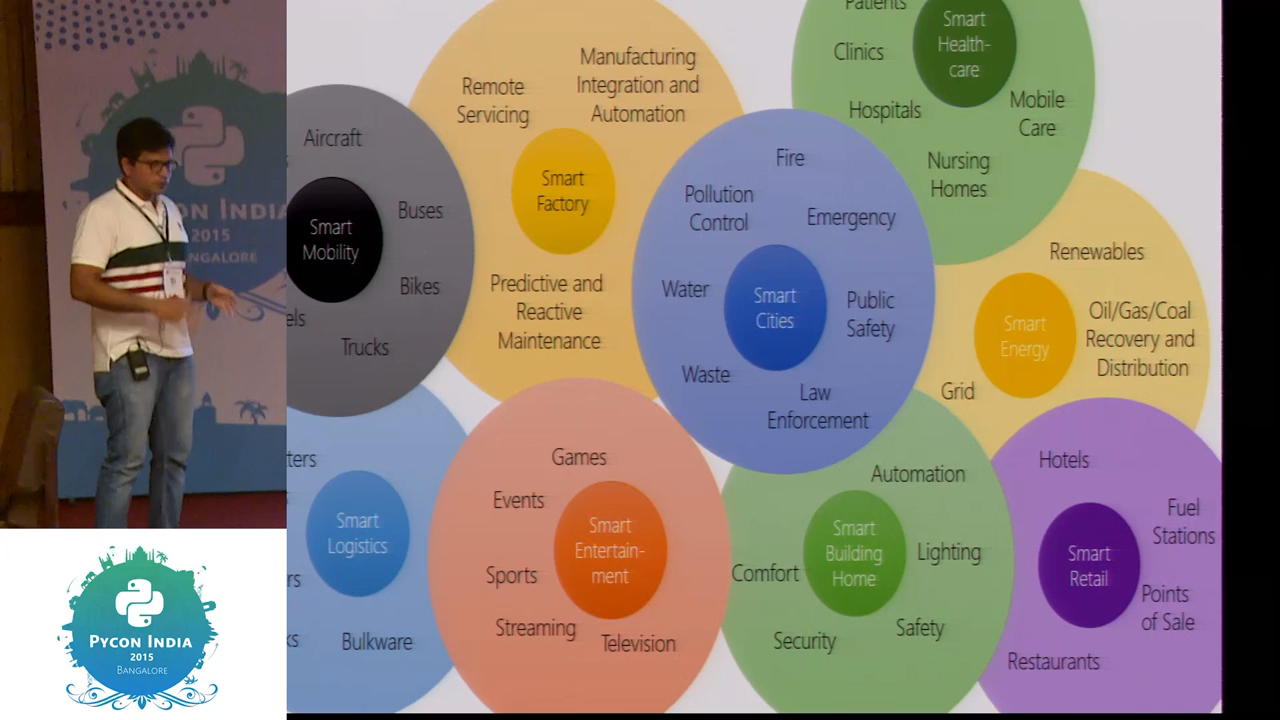 PYCON INDIA
2015
BANGALORE
PYCON INDIA
2015
BANGALORE
Aircraft
Smart
Mobility
Buses
Bikes
Trucks
Remote
Servicing
Manufacturing
Integration and
Automation
Smart
Factory
Predictive and
Reactive
Maintenance
Patients
Clinics
Smart
Health-
care
Hospitals
Mobile
Care
Nursing
Homes
Fire
Pollution
Control
Emergency
Water
Smart
Cities
Public
Safety
Waste
Law
Enforcement
Renewables
Smart
Energy
Oil/Gas/Coal
Recovery and
Distribution
Grid
Smart
Logistics
Bulkware
Games
Events
Smart
Entertain-
ment
Sports
Streaming
Television
Automation
Smart
Building
Home
Lighting
Comfort
Security
Safety
Hotels
Fuel
Stations
Smart
Retail
Points
of Sale
Restaurants